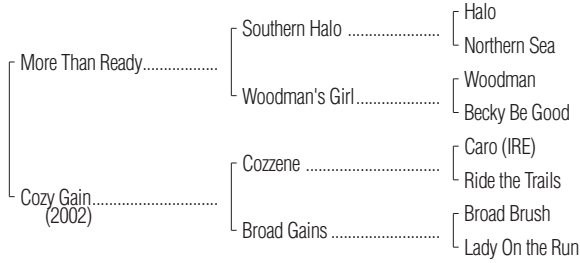 Halo
Southern Halo ..................
Northern Sea
More Than Ready.................
Woodman
Woodman's Girl................
Becky Be Good
Caro (IRE)
Cozzene ..........................
Ride the Trails
Cozy Gain............................
(2002)
Broad Brush
Broad Gains .....................
Lady On the Run